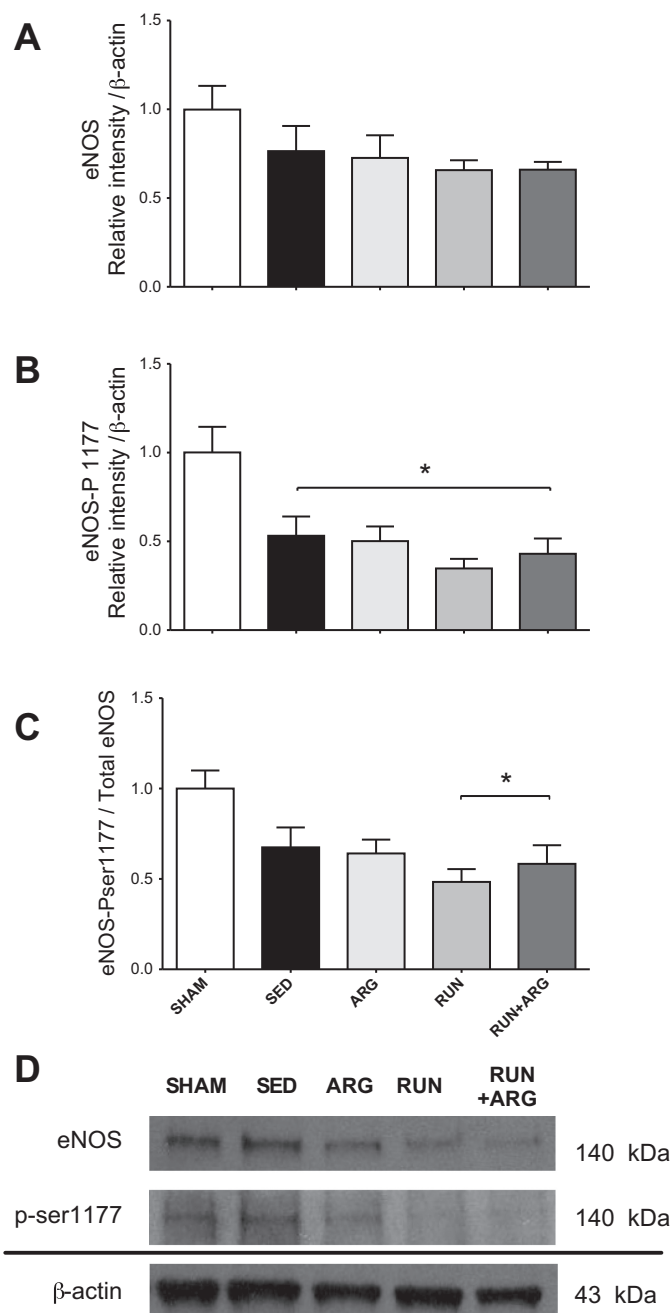 A
eNOS
Relative intensity /β-actin
1.5
1.0
0.5
0.0
B
eNOS-P 1177
Relative intensity /β-actin
1.5
1.0
0.5
0.0
*
C
eNOS-Pser1177 / Total eNOS
1.5
1.0
0.5
0.0
*
SHAM
SED
ARG
RUN
RUN+ARG
D
SHAM SED ARG RUN RUN +ARG
eNOS 140 kDa
p-ser1177 140 kDa
β-actin 43 kDa